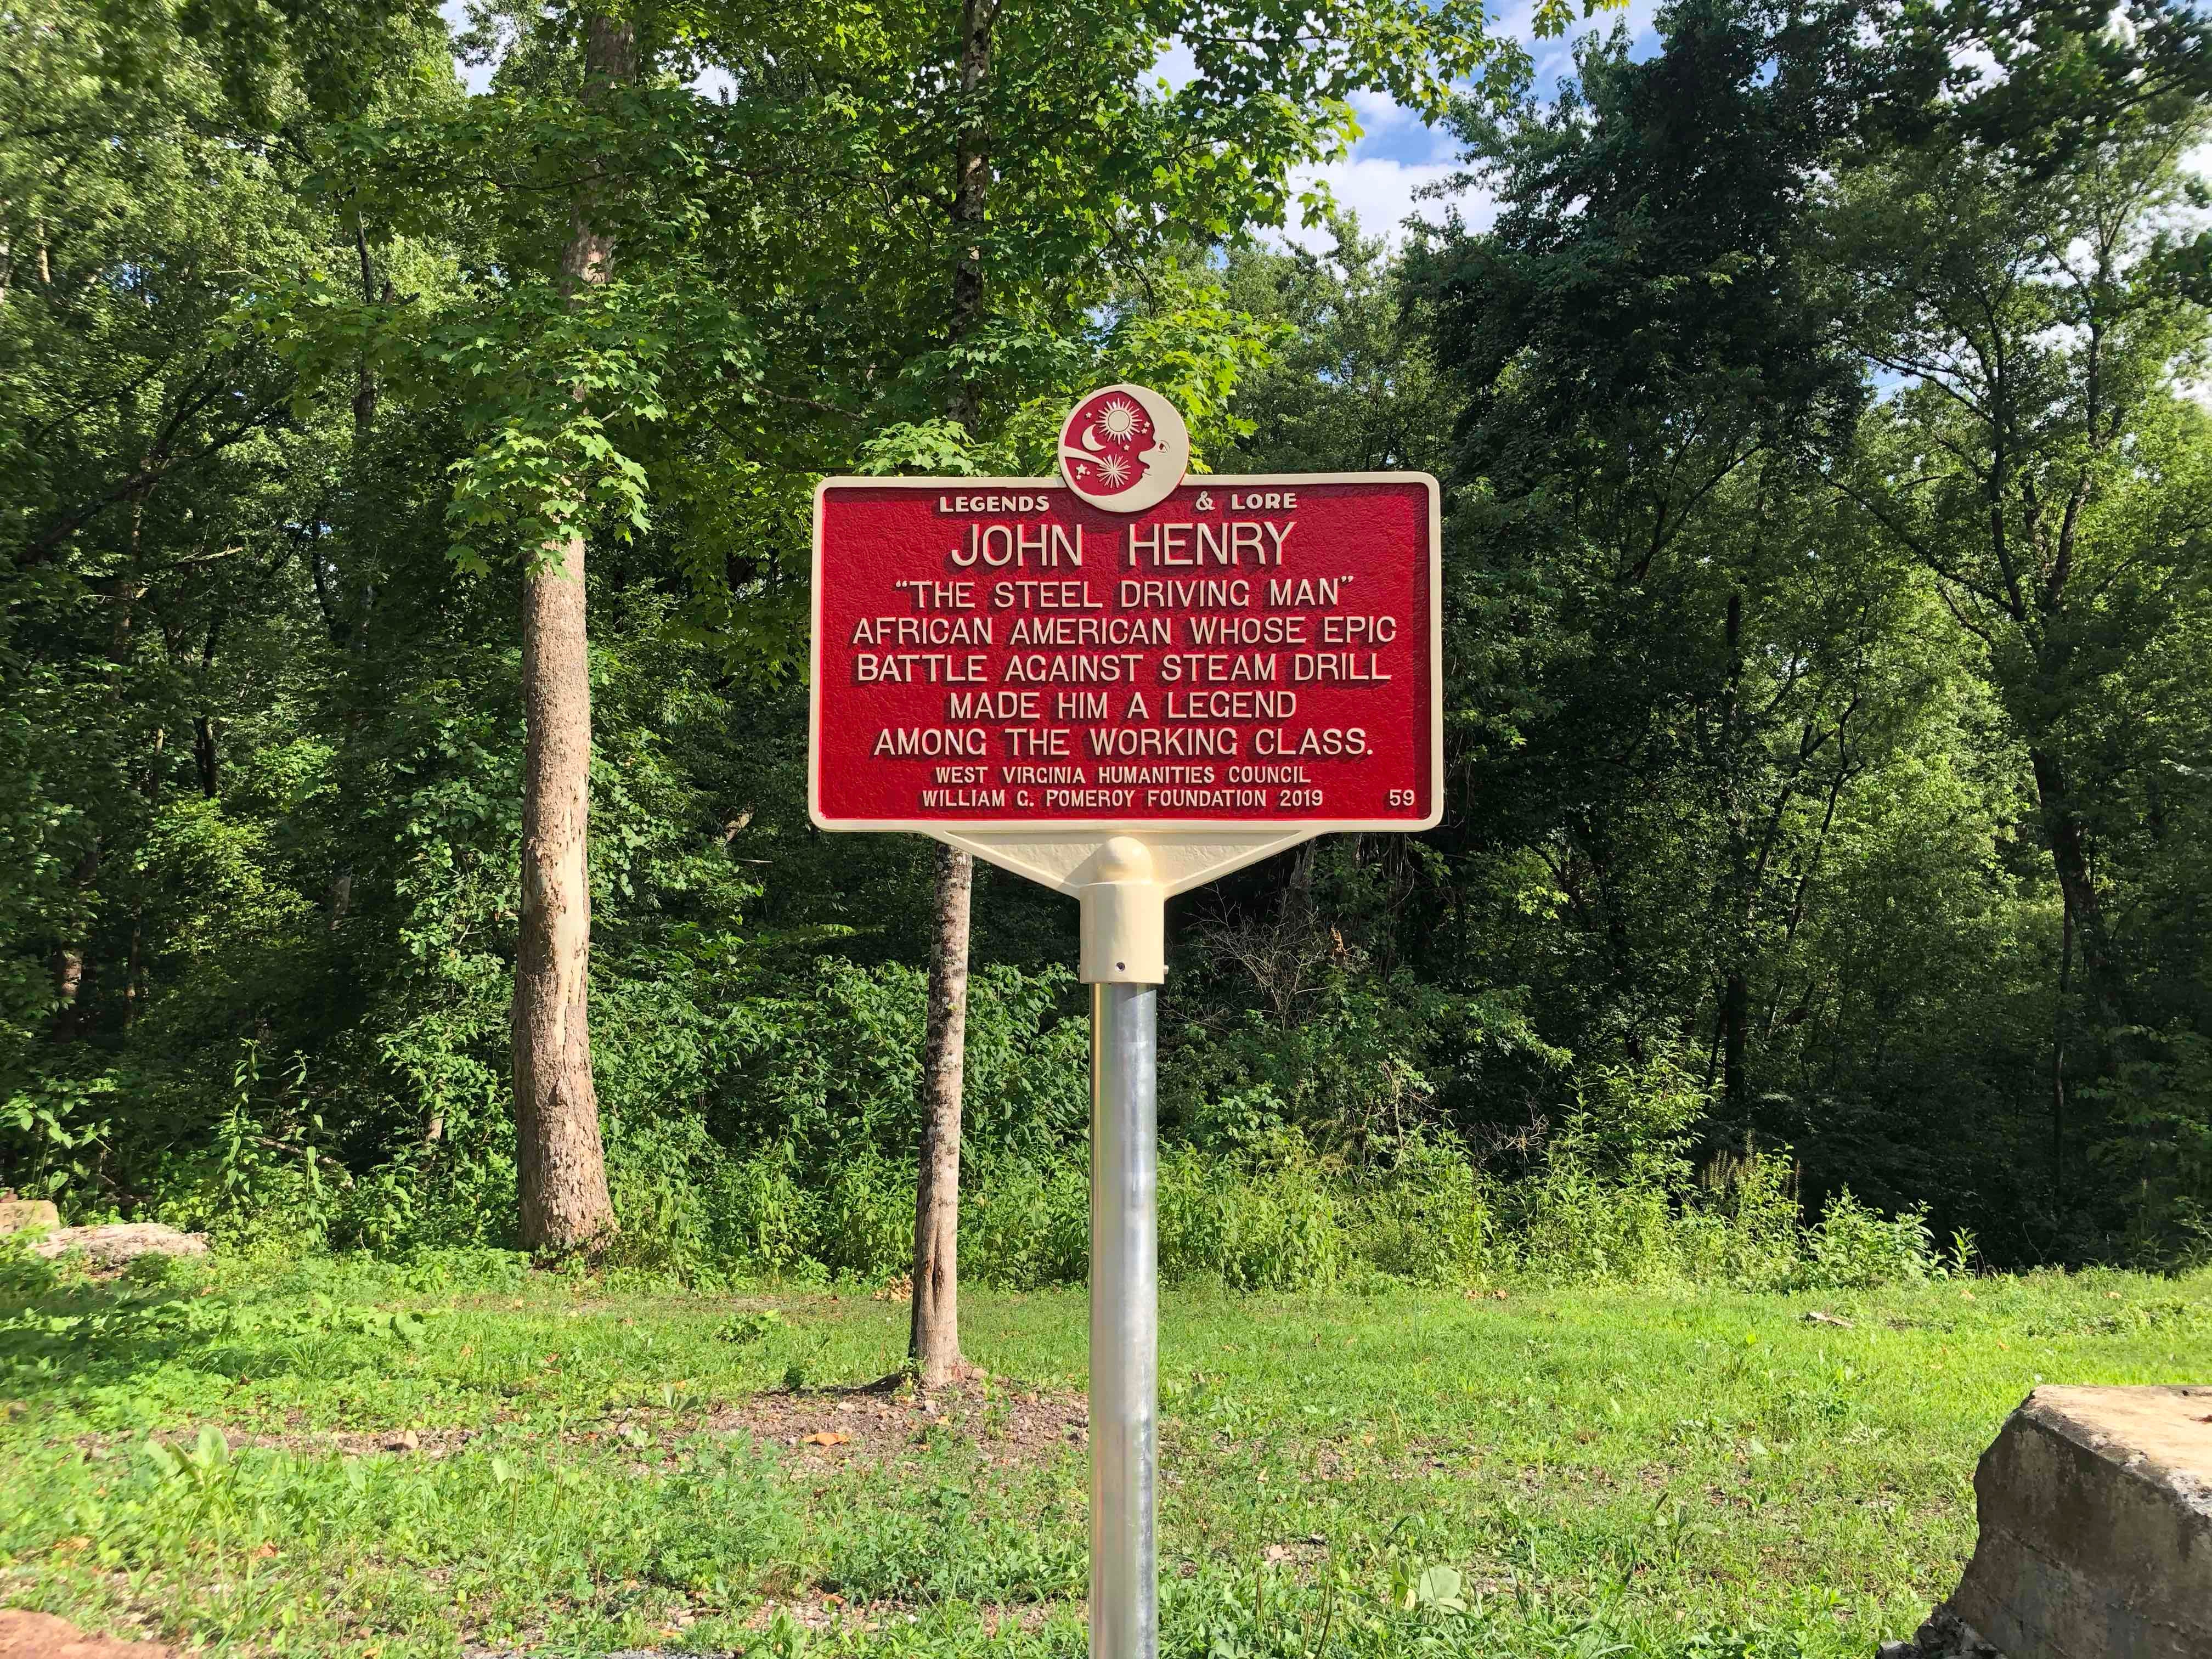 LEGENDS & LORE
JOHN HENRY
"THE STEEL DRIVING MAN"
AFRICAN AMERICAN WHOSE EPIC
BATTLE AGAINST STEAM DRILL
MADE HIM A LEGEND
AMONG THE WORKING CLASS.
WEST VIRGINIA HUMANITIES COUNCIL
WILLIAM G. POMEROY FOUNDATION 2019 59